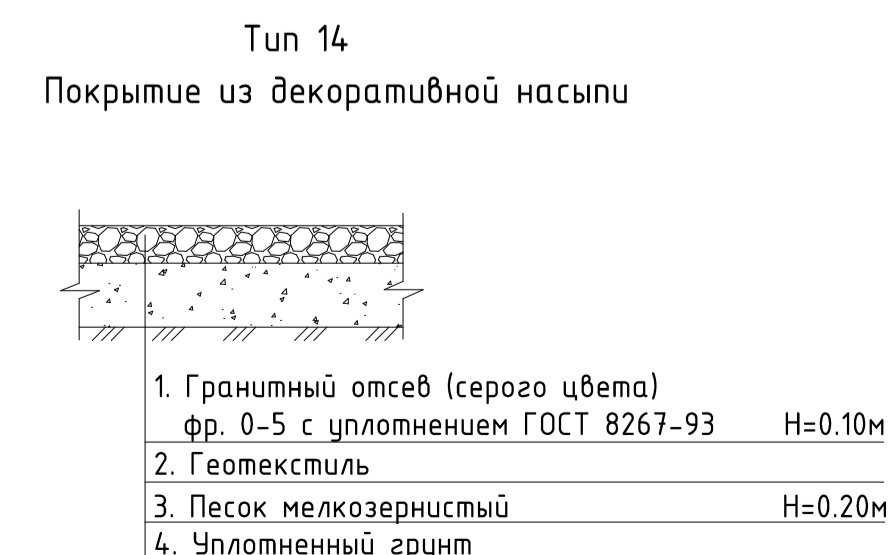 Тип 14
Покрытие из декоративной насыпи
1. Гранитный отсев (серого цвета)
фр. 0-5 с уплотнением ГОСТ 8267-93 Н=0.10м
2. Геотекстиль
3. Песок мелкозернистый Н=0.20м
4. Уплотненный грунт